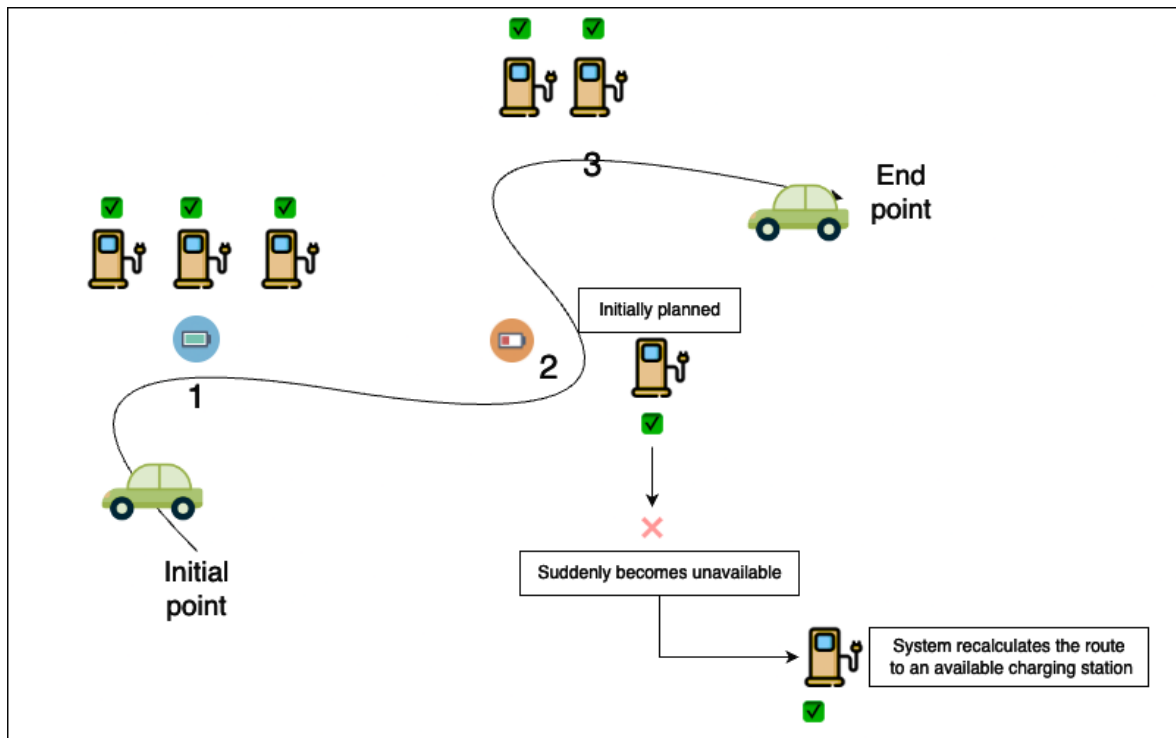 3
End
point
Initially planned
2
1
Suddenly becomes unavailable
Initial
point
System recalculates the route
to an available charging station